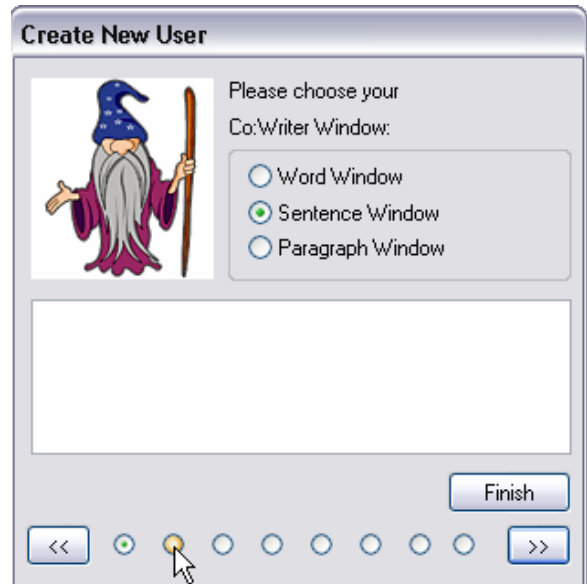 Create New User
Please choose your
Co:Writer Window:
Word Window
Sentence Window
Paragraph Window
Finish
<< >>